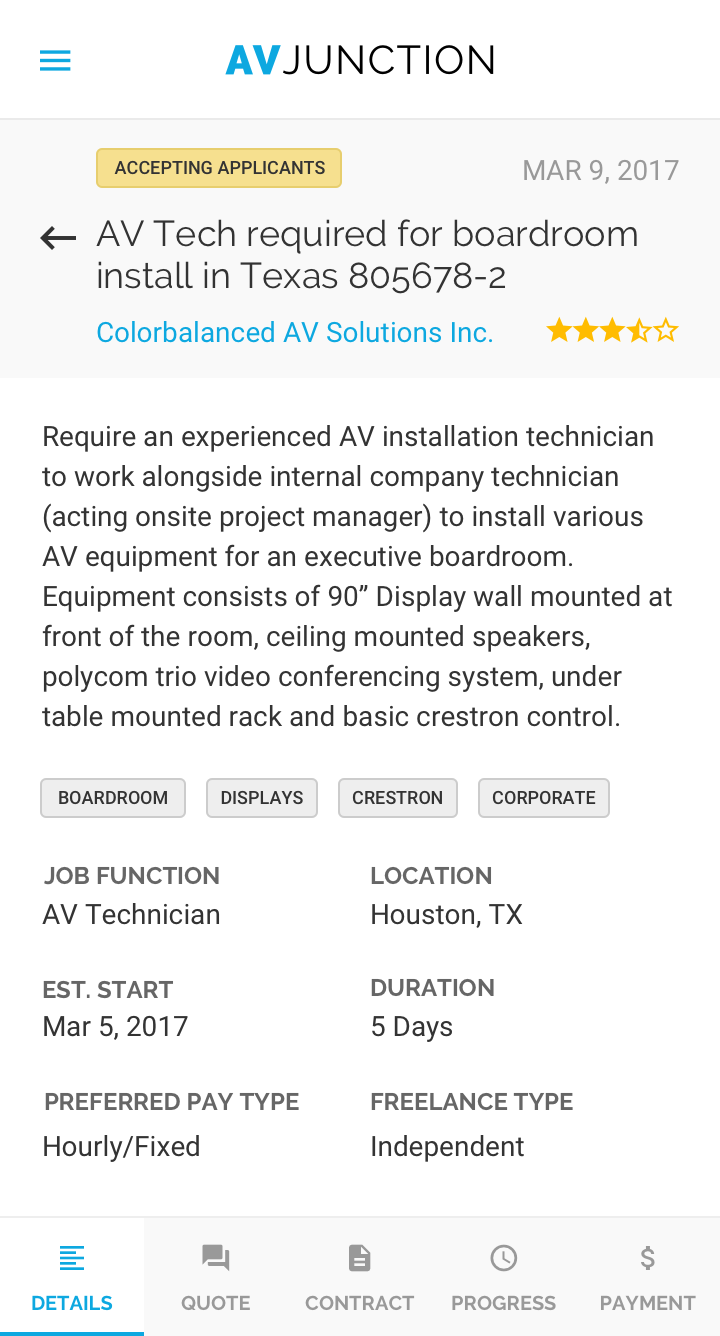 AVJUNCTION
ACCEPTING APPLICANTS
MAR 9, 2017
AV Tech required for boardroom
install in Texas 805678-2
Colorbalanced AV Solutions Inc.
Require an experienced AV installation technician
to work alongside internal company technician
(acting onsite project manager) to install various
AV equipment for an executive boardroom.
Equipment consists of 90” Display wall mounted at
front of the room, ceiling mounted speakers,
polycom trio video conferencing system, under
table mounted rack and basic crestron control.
BOARDROOM DISPLAYS CRESTRON CORPORATE
JOB FUNCTION
AV Technician
LOCATION
Houston, TX
EST. START
Mar 5, 2017
DURATION
5 Days
PREFERRED PAY TYPE
Hourly/Fixed
FREELANCE TYPE
Independent
DETAILS QUOTE CONTRACT PROGRESS PAYMENT